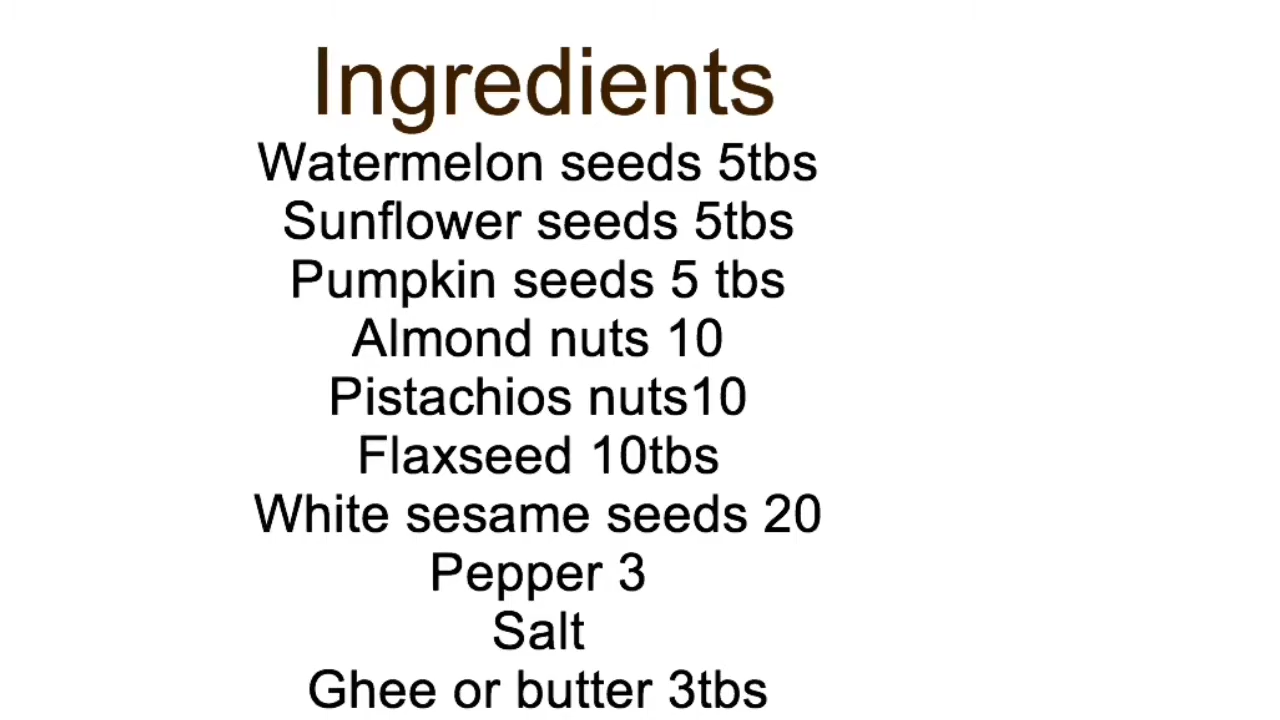 Ingredients
Watermelon seeds 5tbs
Sunflower seeds 5tbs
Pumpkin seeds 5 tbs
Almond nuts 10
Pistachios nuts10
Flaxseed 10tbs
White sesame seeds 20
Pepper 3
Salt
Ghee or butter 3tbs